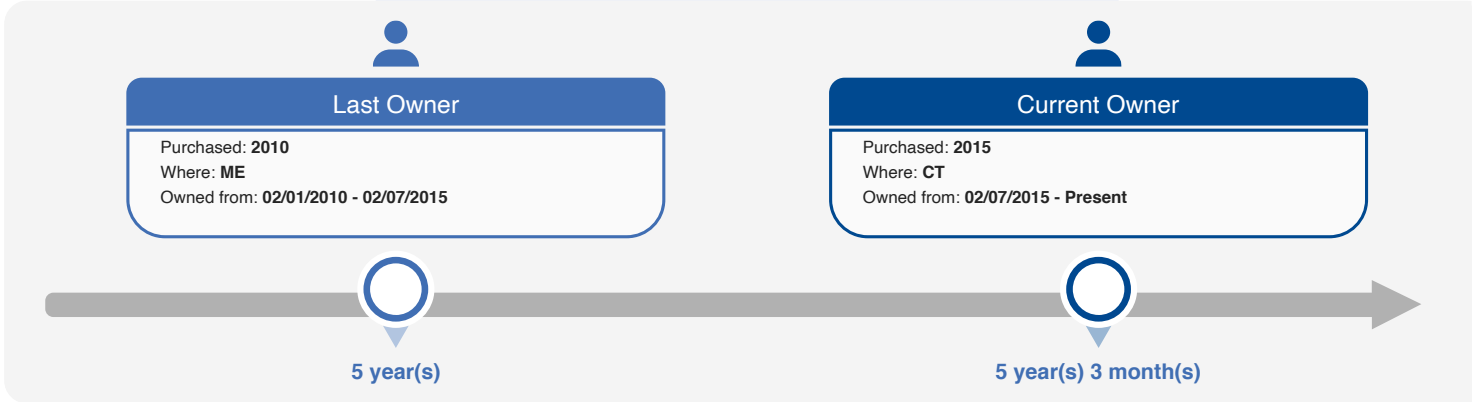 Last Owner
Purchased: 2010
Where: ME
Owned from: 02/01/2010 - 02/07/2015
5 year(s)
Current Owner
Purchased: 2015
Where: CT
Owned from: 02/07/2015 - Present
5 year(s) 3 month(s)